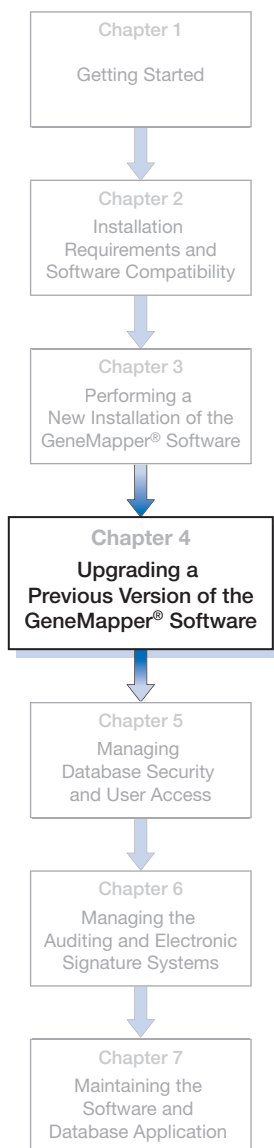 Chapter 1
Getting Started
Chapter 2
Installation
Requirements and
Software Compatibility
Chapter 3
Performing a
New Installation of the
GeneMapper® Software
Chapter 4
Upgrading a
Previous Version of the
GeneMapper® Software
Chapter 5
Managing
Database Security
and User Access
Chapter 6
Managing the
Auditing and Electronic
Signature Systems
Chapter 7
Maintaining the
Software and
Database Application